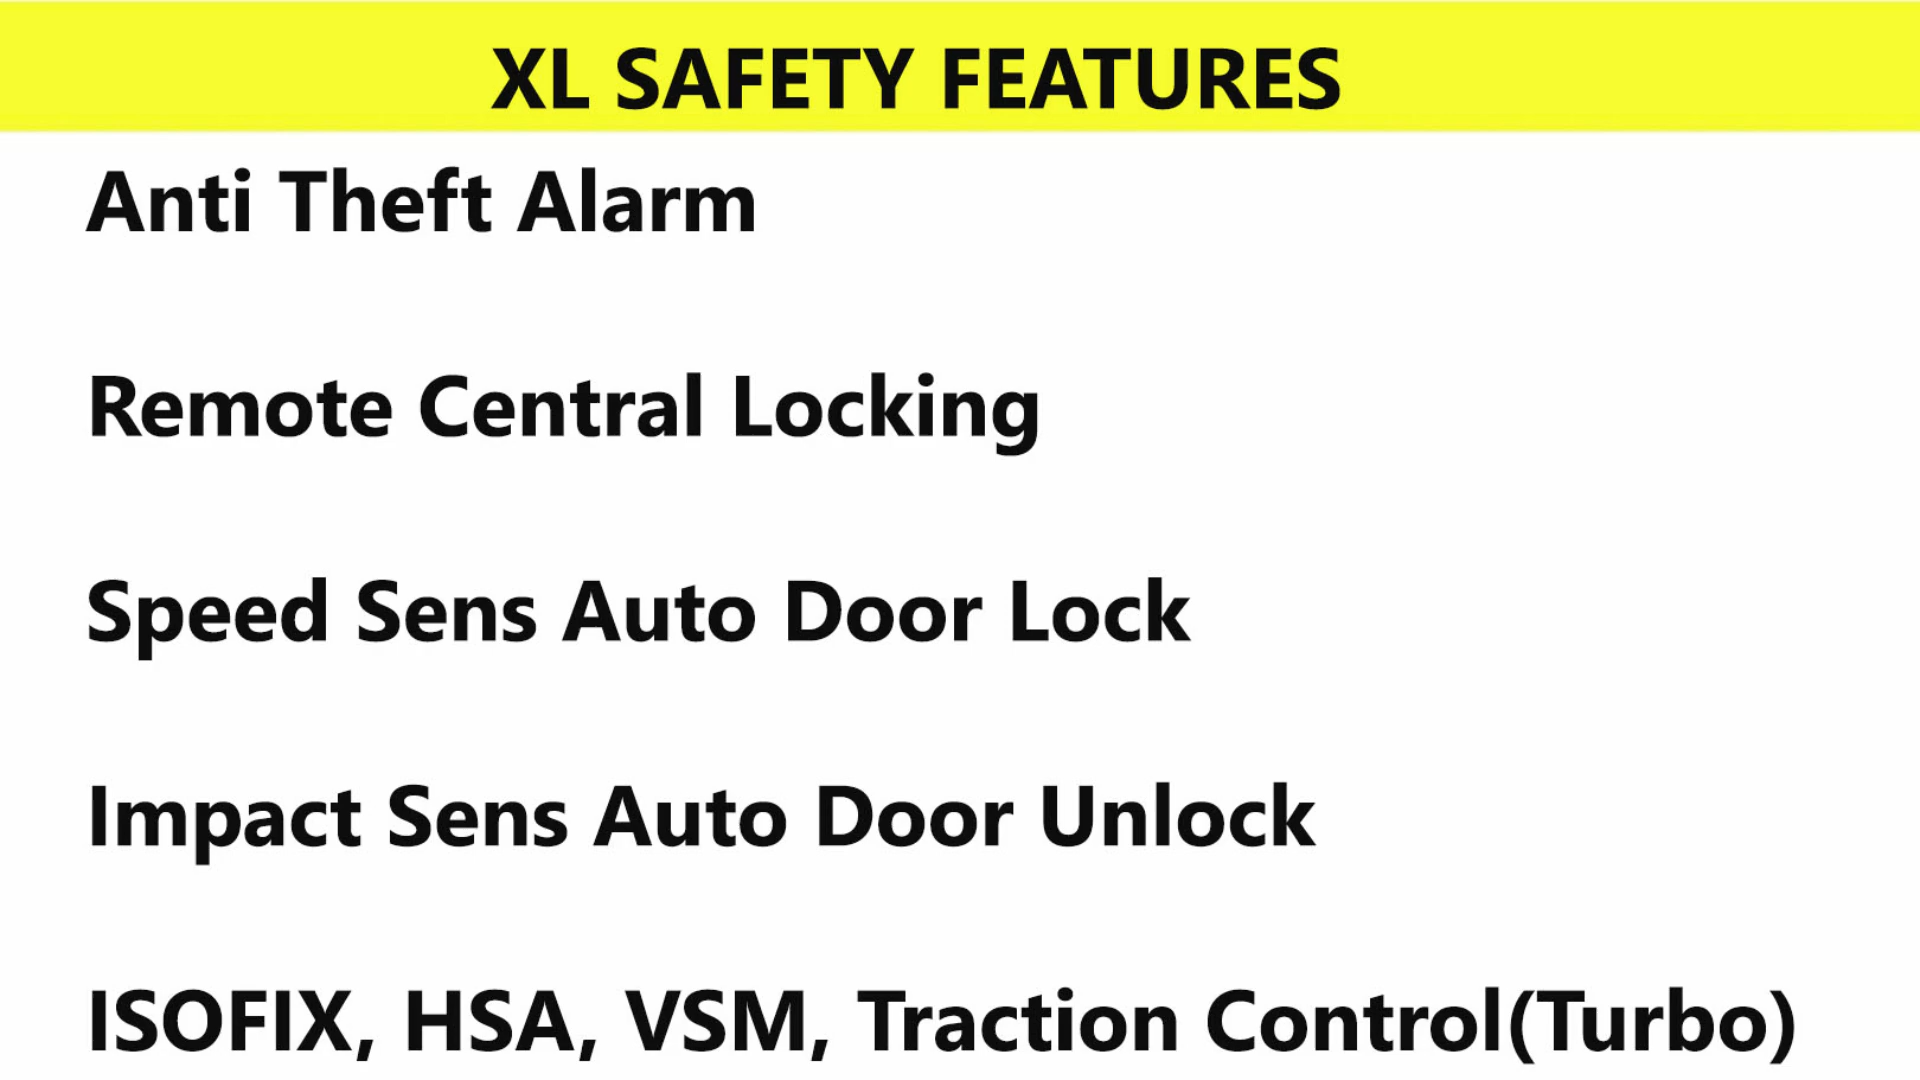 XL SAFETY FEATURES
Anti Theft Alarm
Remote Central Locking
Speed Sens Auto Door Lock
Impact Sens Auto Door Unlock
ISOFIX, HSA, VSM, Traction Control(Turbo)